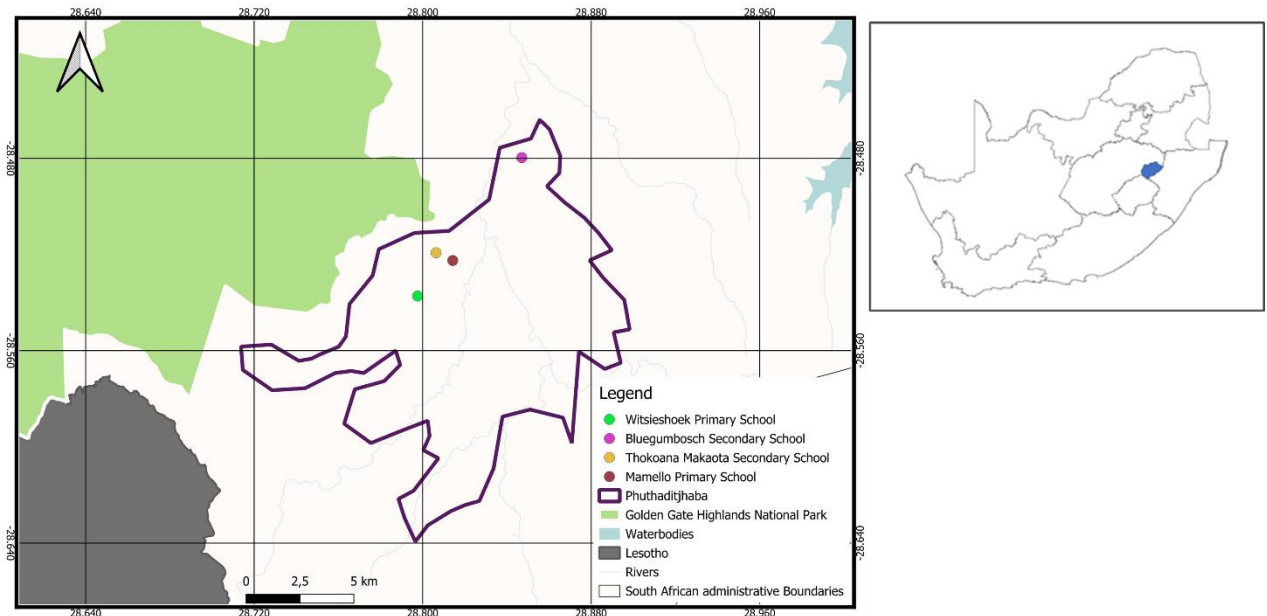 28.640 28.720 28.800 28.880 28.960
-28.480 -28.480
-28.560 -28.560
-28.640 -28.640
Legend
Witsieshoek Primary School
Bluegumbosch Secondary School
Thokoana Makaota Secondary School
Mamello Primary School
Phuthaditjhaba
Golden Gate Highlands National Park
Waterbodies
Lesotho
Rivers
South African administrative Boundaries
0 2,5 5 km
28.640 28.720 28.800 28.880 28.960